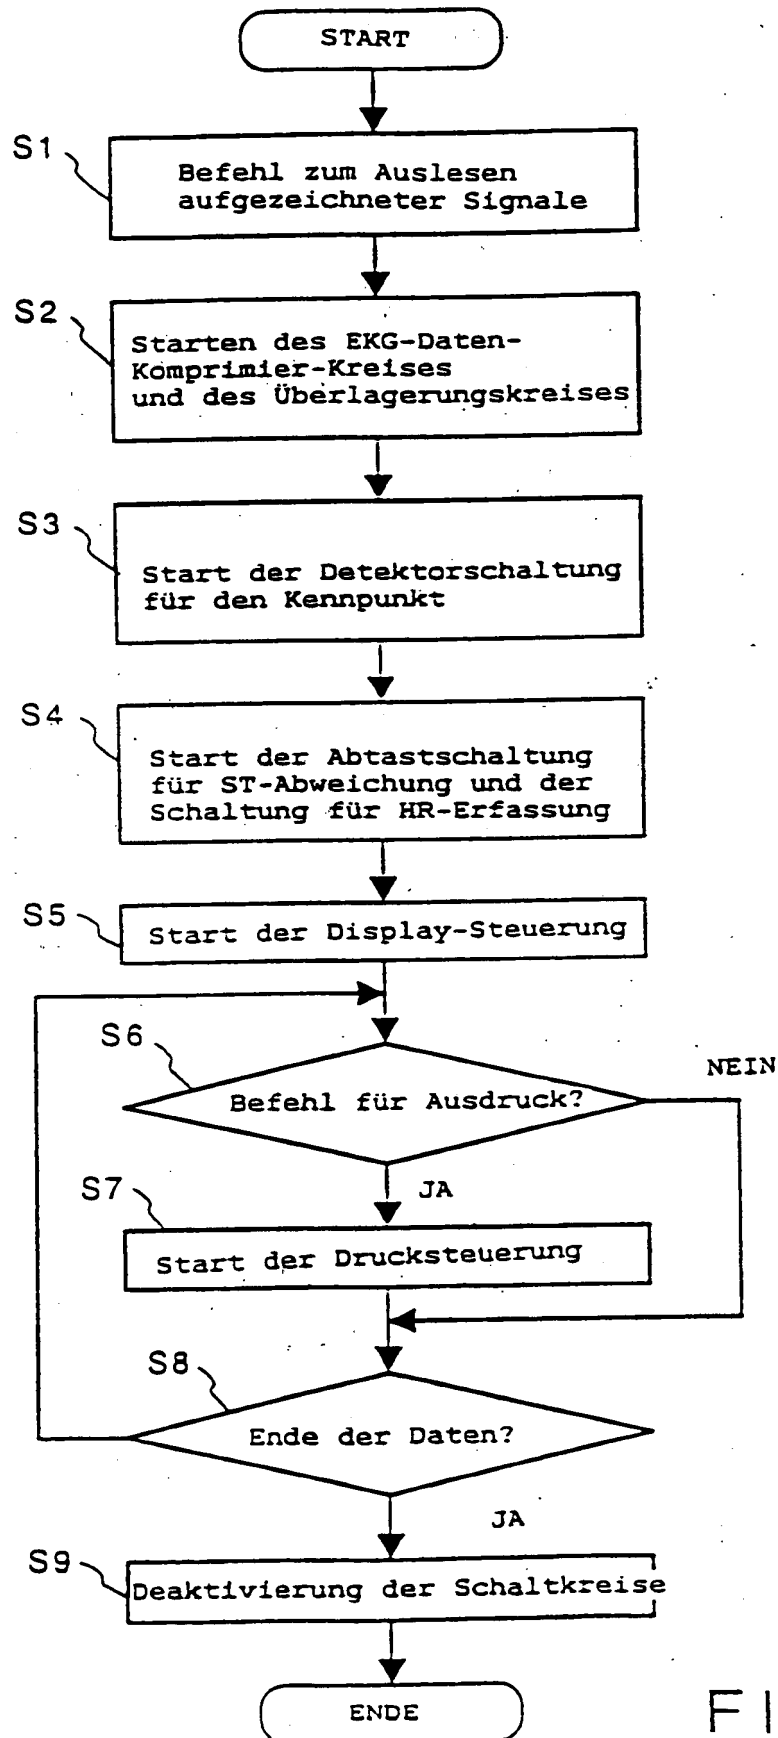 START
S1
Befehl zum Auslesen
aufgezeichneter Signale
S2
Starten des EKG-Daten-
Komprimier-Kreises
und des Überlagerungskreises
S3
Start der Detektorschaltung
für den Kennpunkt
S4
Start der Abtastschaltung
für ST-Abweichung und der
Schaltung für HR-Erfassung
S5
Start der Display-Steuerung
S6
Befehl für Ausdruck?
NEIN
JA
S7
Start der Drucksteuerung
S8
Ende der Daten?
JA
S9
Deaktivierung der Schaltkreise
ENDE
FI